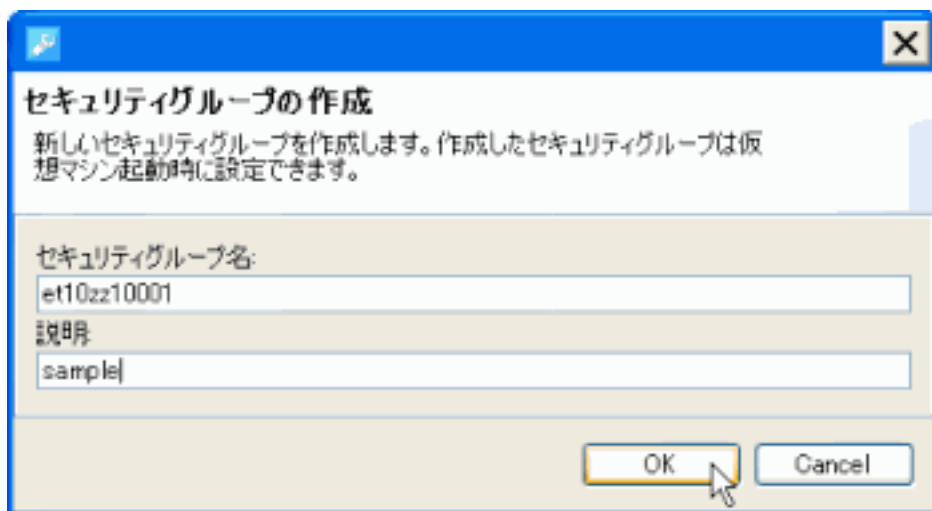 セキュリティグループの作成
新しいセキュリティグループを作成します。作成したセキュリティグループは仮
想マシン起動時に設定できます。
セキュリティグループ名:
et10zz10001
説明:
sample
OK
Cancel